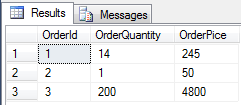 Results Messages
OrderId OrderQuantity OrderPice
1 1 14 245
2 2 1 50
3 3 200 4800